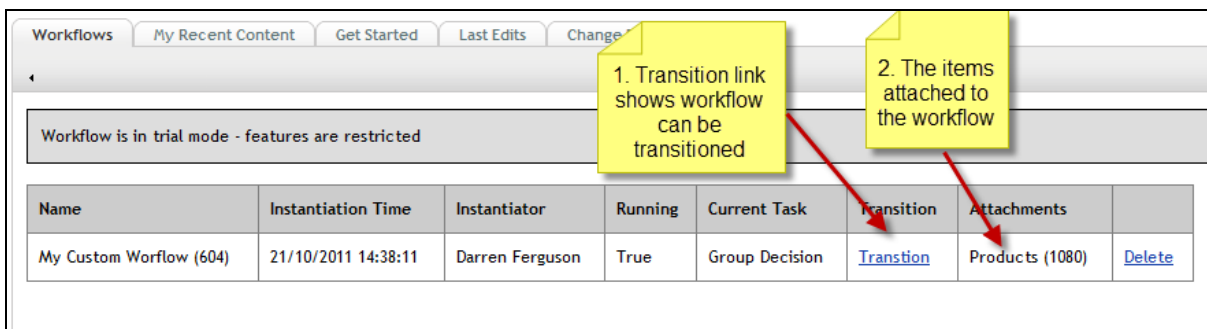 Workflows My Recent Content Get Started Last Edits Change
1. Transition link
shows workflow
can be
transitioned
2. The items
attached to
the workflow
Workflow is in trial mode - features are restricted
Name Instantiation Time Instantiator Running Current Task Transition Attachments
My Custom Worflow (604) 21/10/2011 14:38:11 Darren Ferguson True Group Decision Transtion Products (1080) Delete